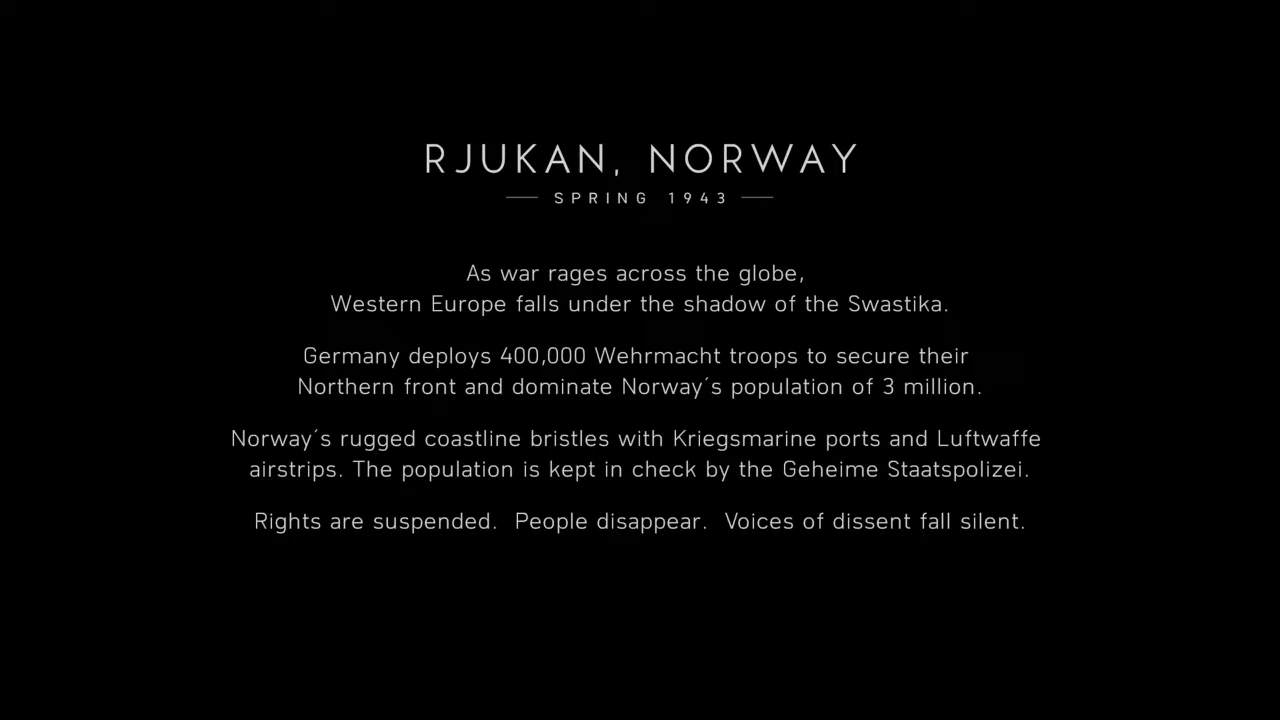 RJUKAN, NORWAY
SPRING 1943
As war rages across the globe,
Western Europe falls under the shadow of the Swastika.
Germany deploys 400,000 Wehrmacht troops to secure their
Northern front and dominate Norway´s population of 3 million.
Norway´s rugged coastline bristles with Kriegsmarine ports and Luftwaffe
airstrips. The population is kept in check by the Geheime Staatspolizei.
Rights are suspended.  People disappear.  Voices of dissent fall silent.